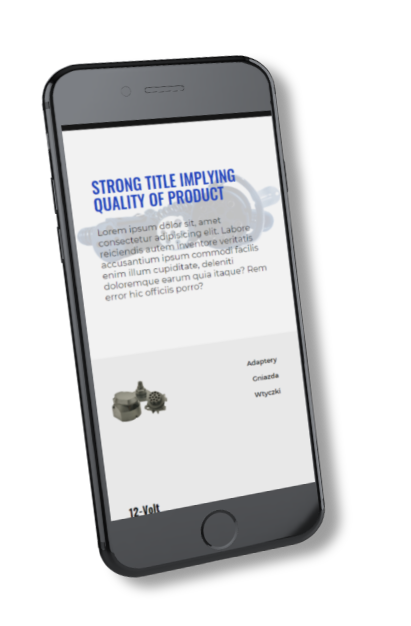 STRONG TITLE IMPLYING
QUALITY OF PRODUCT
Lorem ipsum dolor sit, amet
consectetur adipisicing elit. Labore
reiciendis autem inventore veritatis
accusantium ipsum commodi facilis
enim illum cupiditate, deleniti
doloremque earum quia itaque? Rem
error hic officiis porro?
Adaptery
Gniazda
Wtyczki
12-Volt